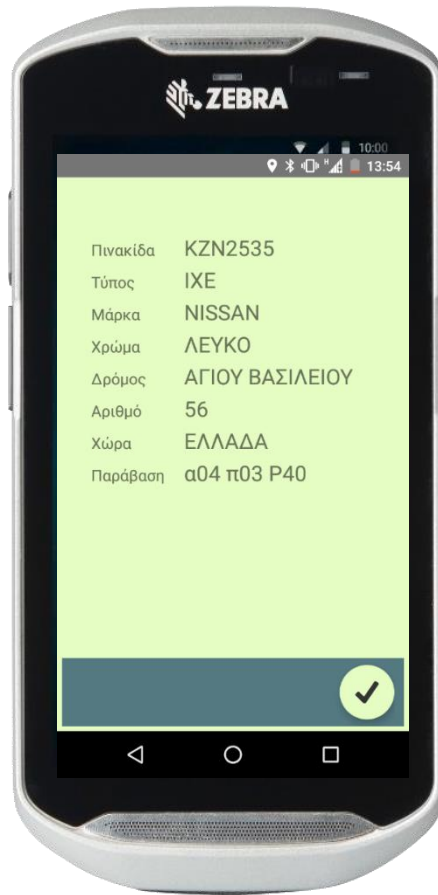 ZEBRA
10:00
H 13:54
Πινακίδα KZN2535
Τύπος ΙΧΕ
Μάρκα NISSAN
Χρώμα ΛΕΥΚΟ
Δρόμος ΑΓΙΟΥ ΒΑΣΙΛΕΙΟΥ
Αριθμό 56
Χώρα ΕΛΛΑΔΑ
Παράβαση α04 π03 P40